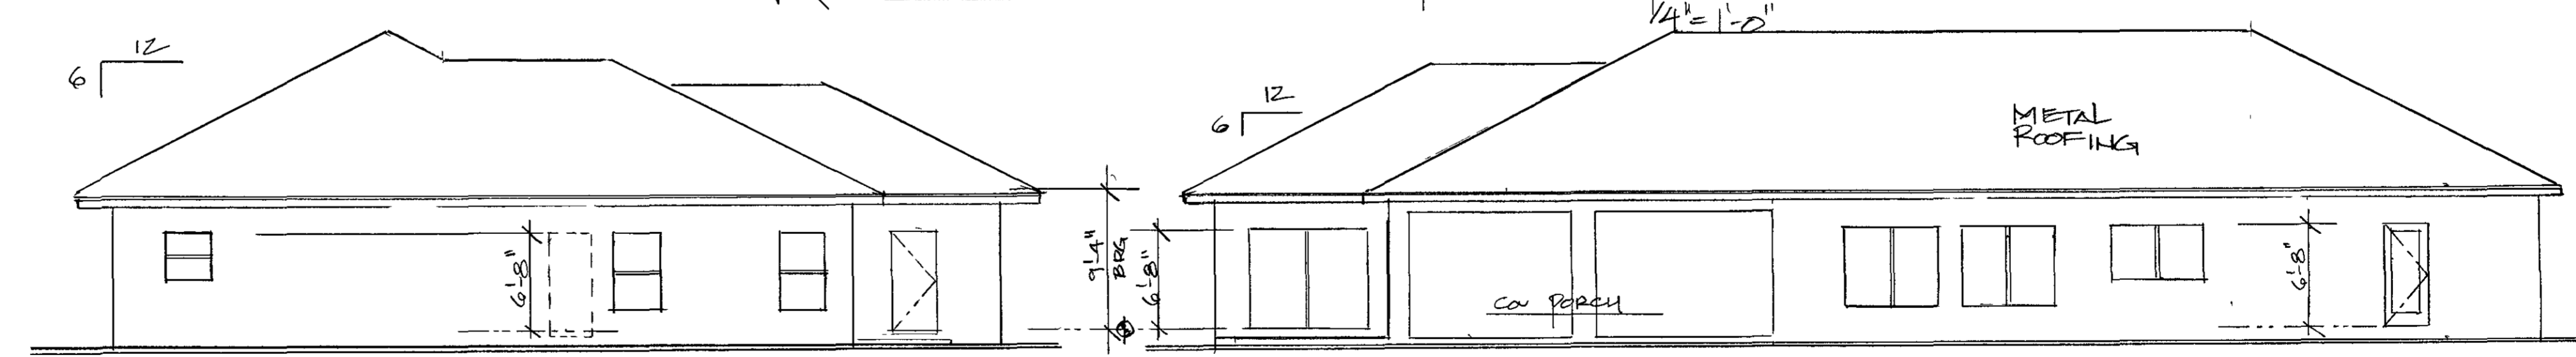 1/4"=1'-0"
12
6
12
6
METAL
ROOFING
6'-8"
9'-4"
BRG
6'-8"
COV PORCH
6'-8"